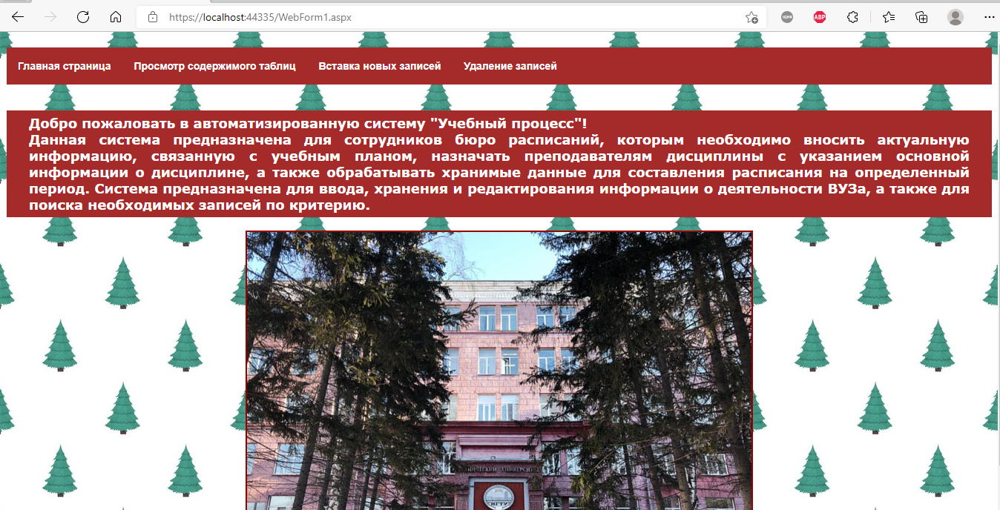 https://localhost:44335/WebForm1.aspx
ABP
Главная страница Просмотр содержимого таблиц Вставка новых записей Удаление записей
Добро пожаловать в автоматизированную систему "Учебный процесс"!
Данная система предназначена для сотрудников бюро расписаний, которым необходимо вносить актуальную
информацию, связанную с учебным планом, назначать преподавателям дисциплины с указанием основной
информации о дисциплине, а также обрабатывать хранимые данные для составления расписания на определенный
период. Система предназначена для ввода, хранения и редактирования информации о деятельности ВУЗа, а также для
поиска необходимых записей по критерию.
НГТУ